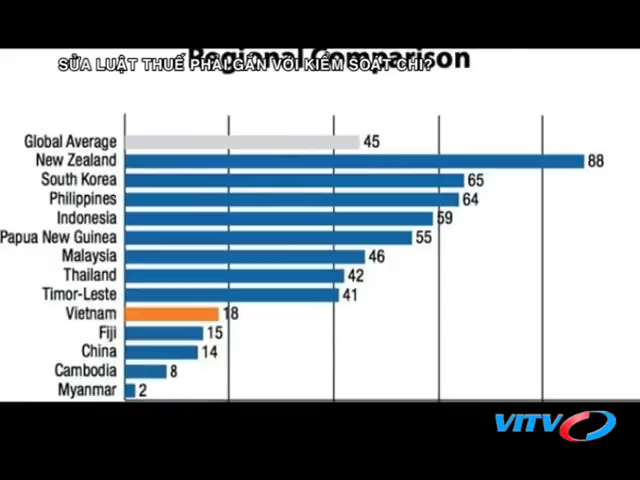 Regional Comparison
SỬA LUẬT THUẾ PHẢI GẮN VỚI KIỂM SOÁT CHI?
Global Average 45
New Zealand 88
South Korea 65
Philippines 64
Indonesia 59
Papua New Guinea 55
Malaysia 46
Thailand 42
Timor-Leste 41
Vietnam 18
Fiji 15
China 14
Cambodia 8
Myanmar 2
VITV